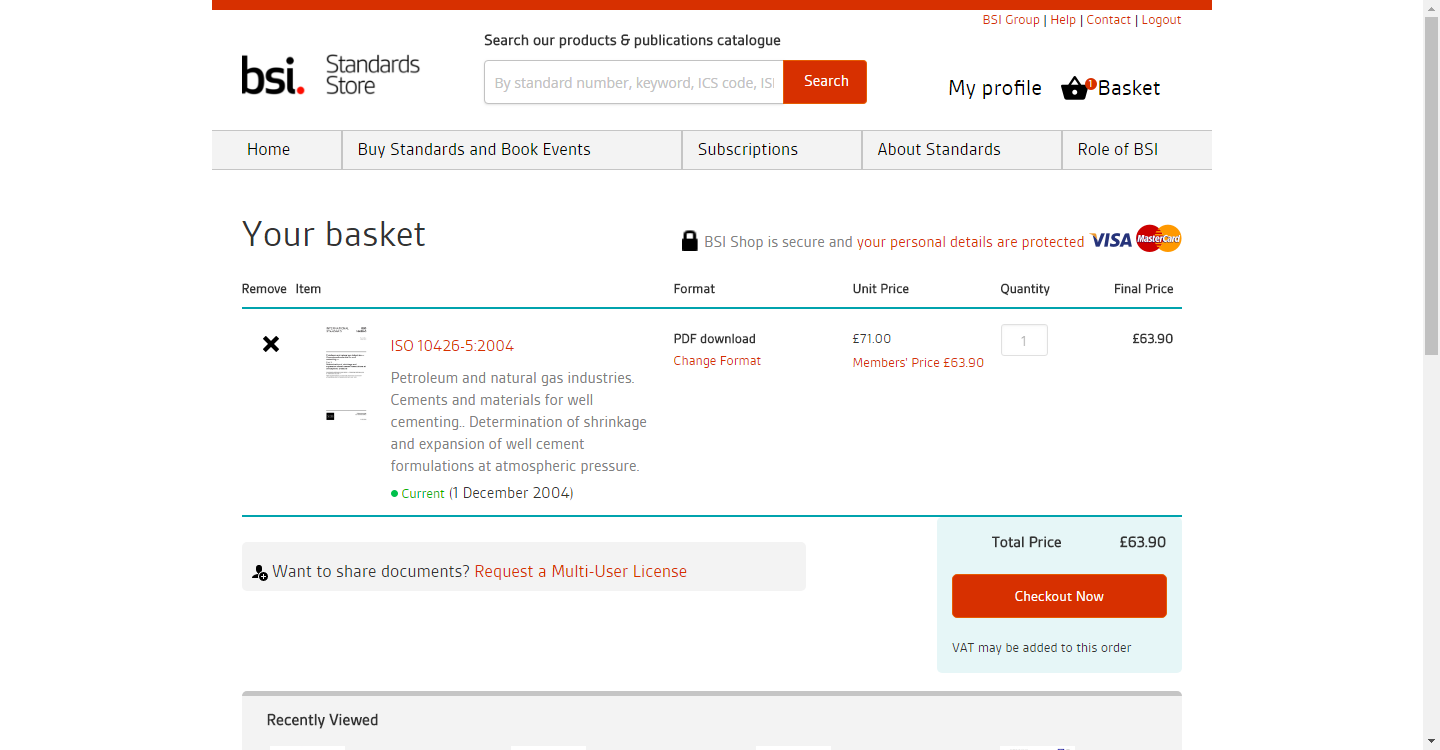 BSI Group | Help | Contact | Logout
Search our products & publications catalogue
bsi. Standards Store
By standard number, keyword, ICS code, ISI
Search
My profile
1
Basket
Home
Buy Standards and Book Events
Subscriptions
About Standards
Role of BSI
Your basket
BSI Shop is secure and your personal details are protected
VISA
MasterCard
Remove Item Format Unit Price Quantity Final Price
ISO 10426-5:2004
Petroleum and natural gas industries.
Cements and materials for well
cementing.. Determination of shrinkage
and expansion of well cement
formulations at atmospheric pressure.
Current (1 December 2004)
PDF download
Change Format
£71.00
Members' Price £63.90
1
£63.90
Want to share documents? Request a Multi-User License
Total Price £63.90
Checkout Now
VAT may be added to this order
Recently Viewed